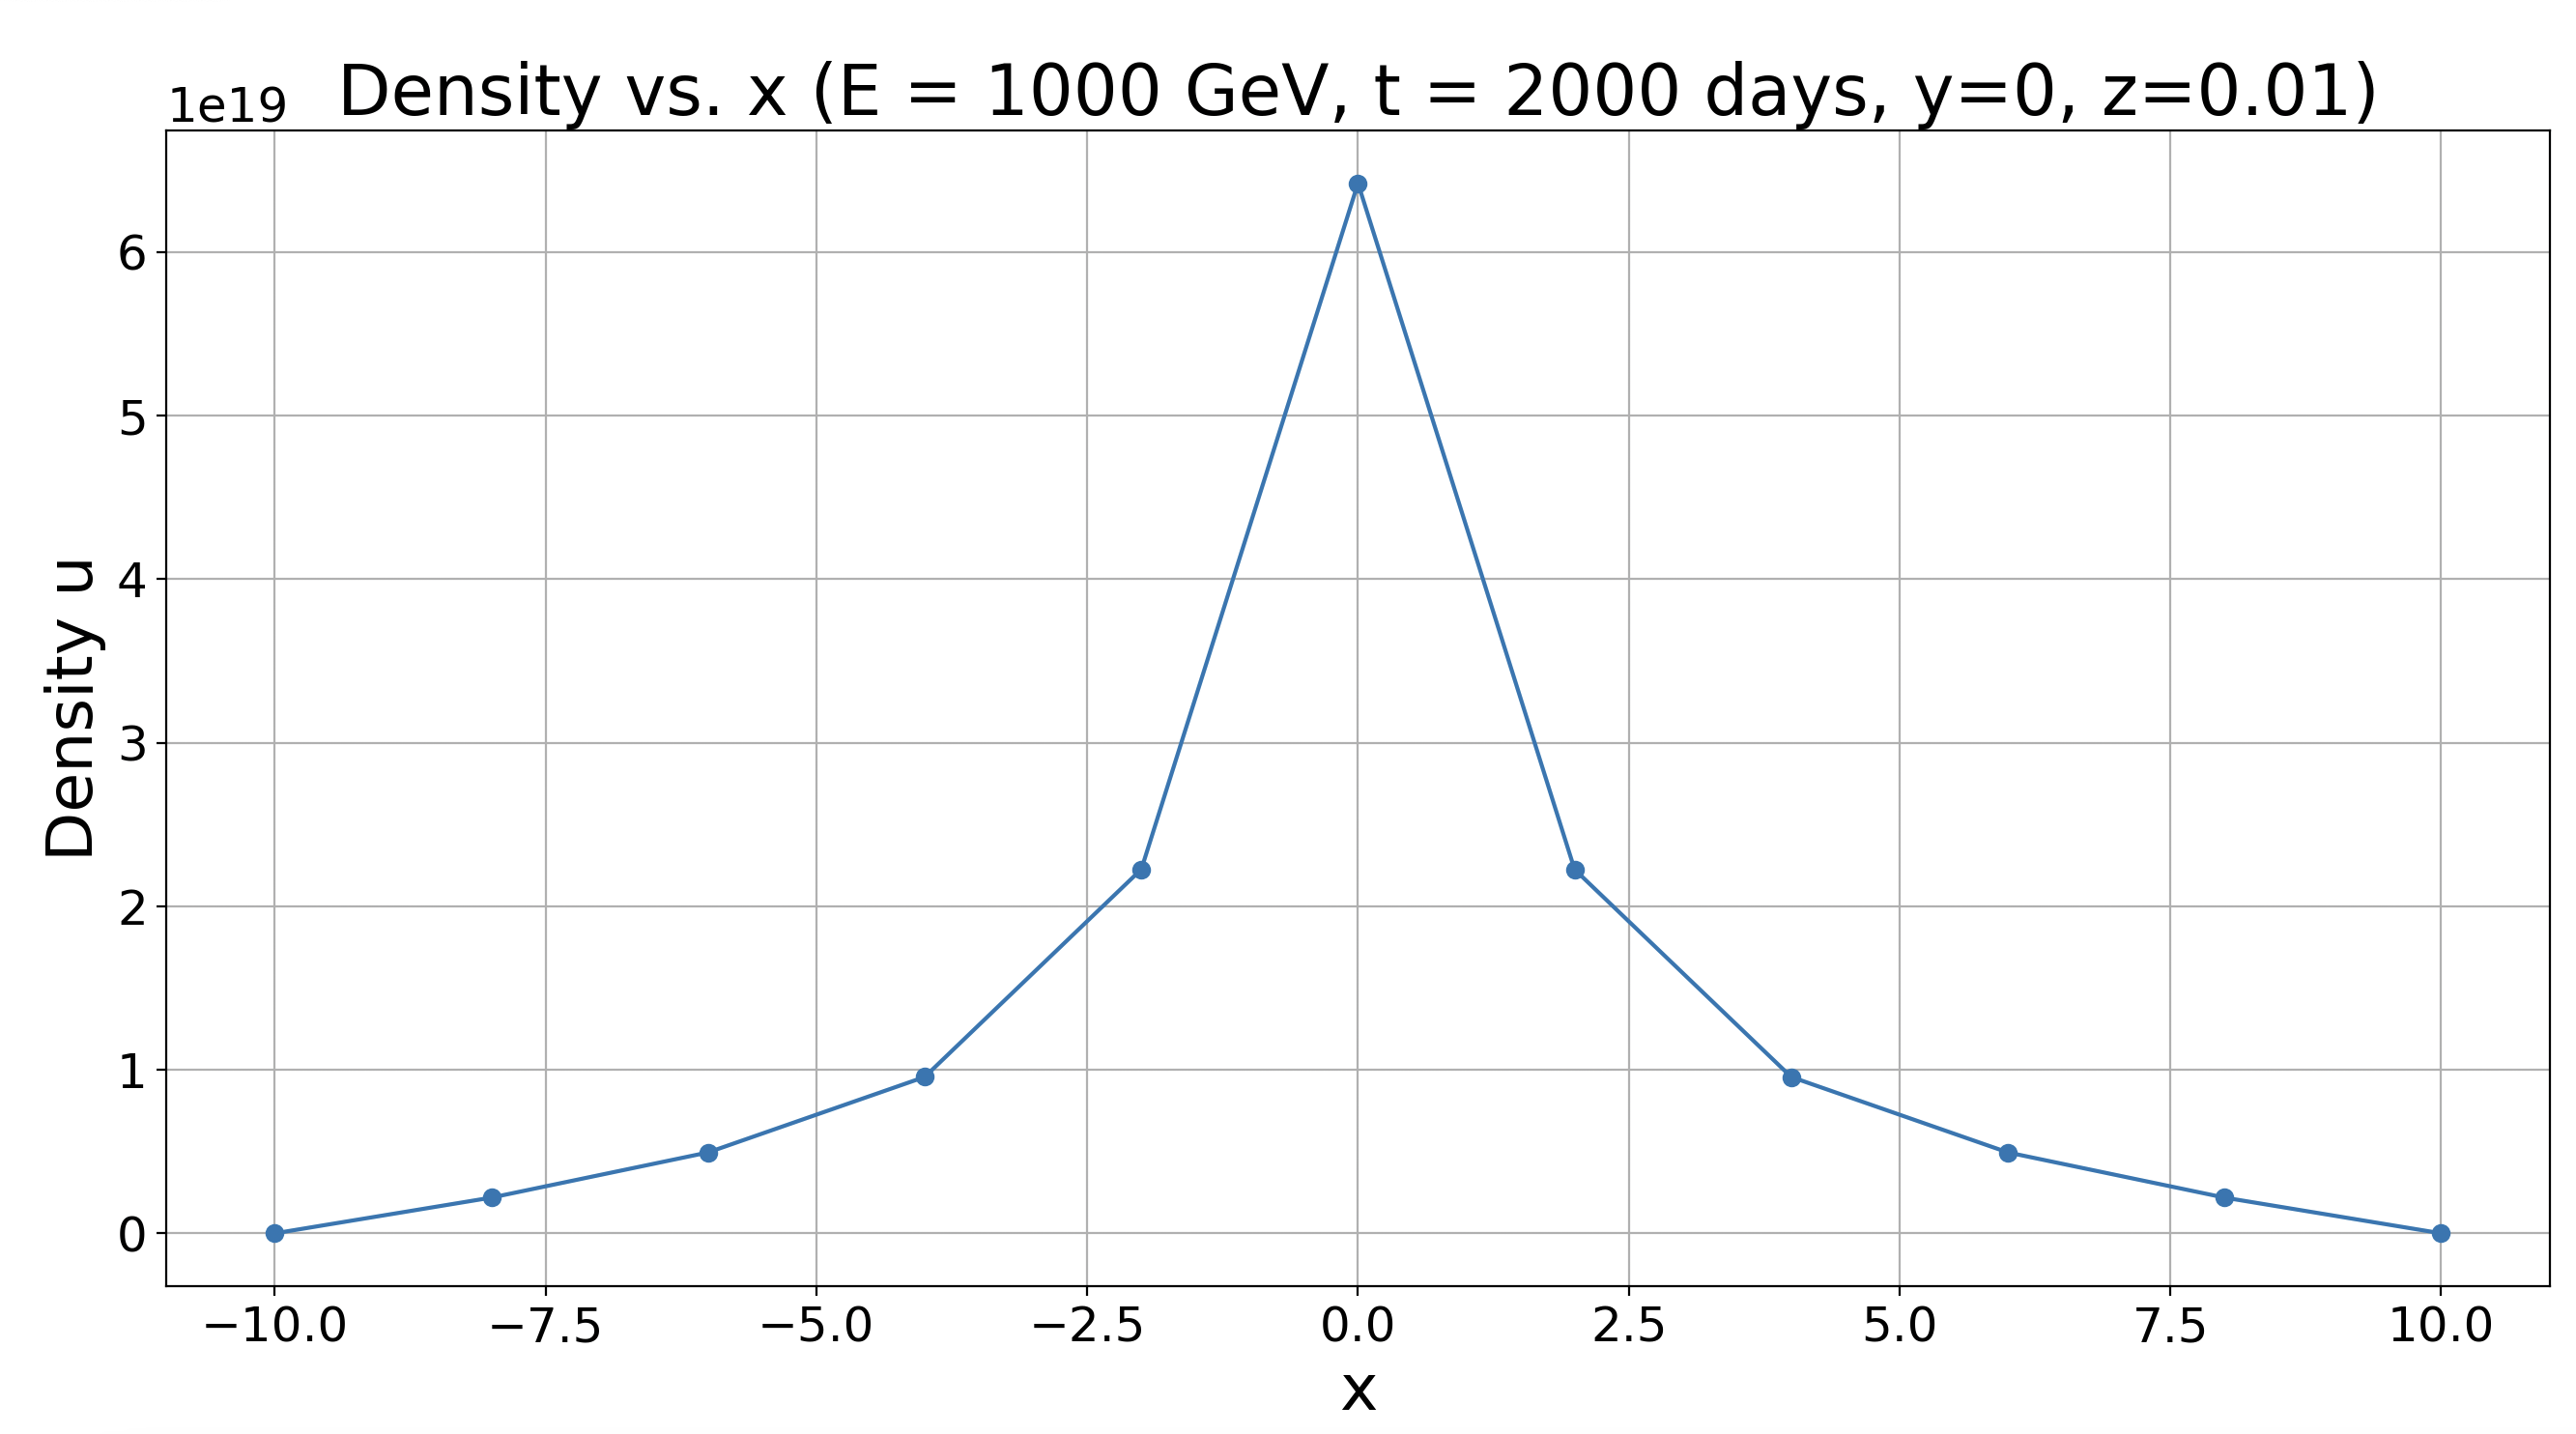 Density vs. x (E = 1000 GeV, t = 2000 days, y=0, z=0.01)
1e19
6
5
4
3
2
1
0
Density u
−10.0 −7.5 −5.0 −2.5 0.0 2.5 5.0 7.5 10.0
x